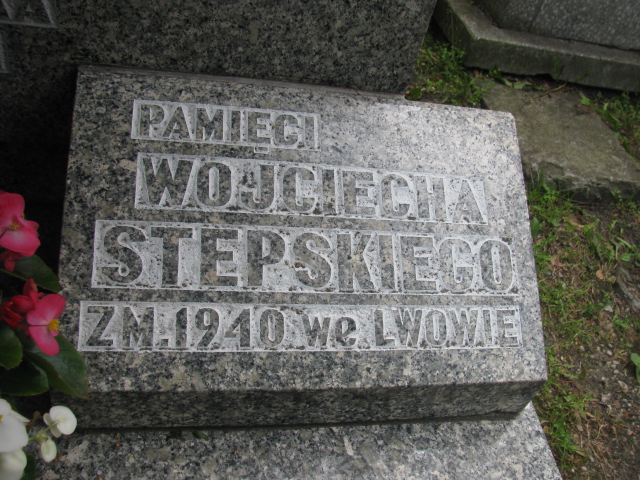 PAMIĘCI
WOJCIECHA
STEPSKIEGO
ZM. 1940 we LWOWIE